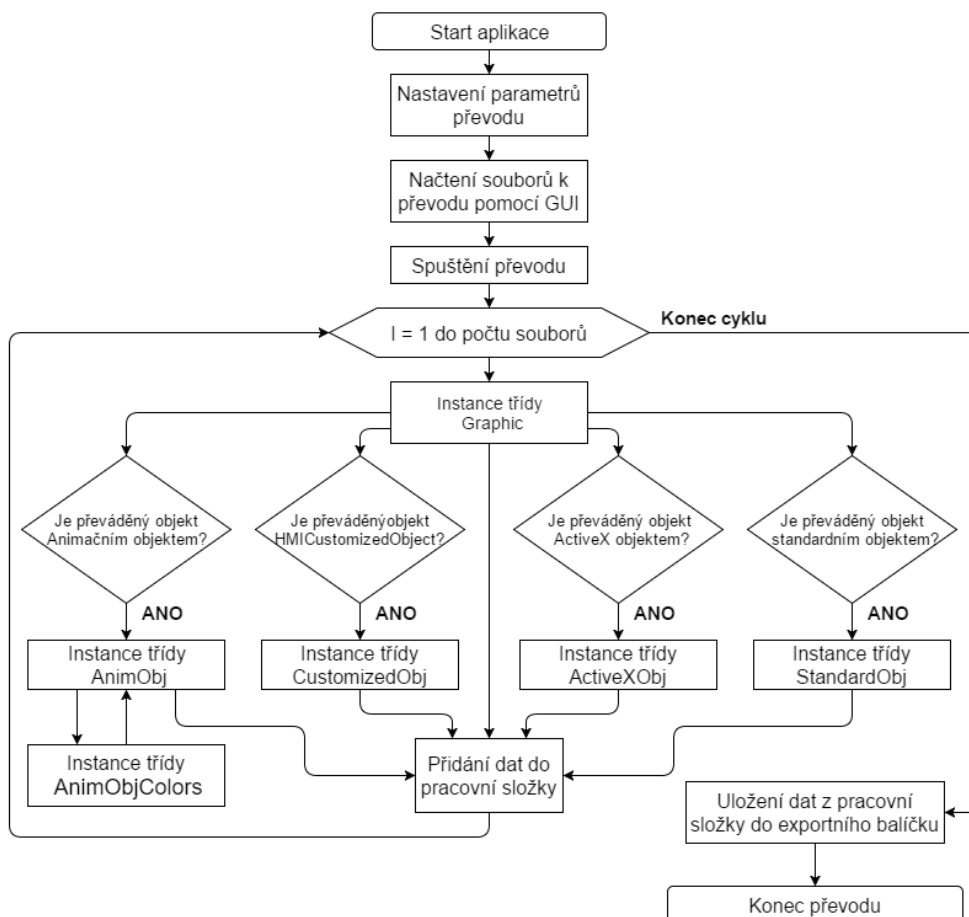 Start aplikace
Nastavení parametrů
převodu
Načtení souborů k
převodu pomocí GUI
Spuštění převodu
Konec cyklu
I = 1 do počtu souborů
Instance třídy
Graphic
Je převáděný objekt
Animačním objektem?
Je převáděnýobjekt
HMICustomizedObject?
Je převáděný objekt
ActiveX objektem?
Je převáděný objekt
standardním objektem?
ANO
ANO
ANO
ANO
Instance třídy
AnimObj
Instance třídy
CustomizedObj
Instance třídy
ActiveXObj
Instance třídy
StandardObj
Instance třídy
AnimObjColors
Přidání dat do
pracovní složky
Uložení dat z pracovní
složky do exportního balíčku
Konec převodu